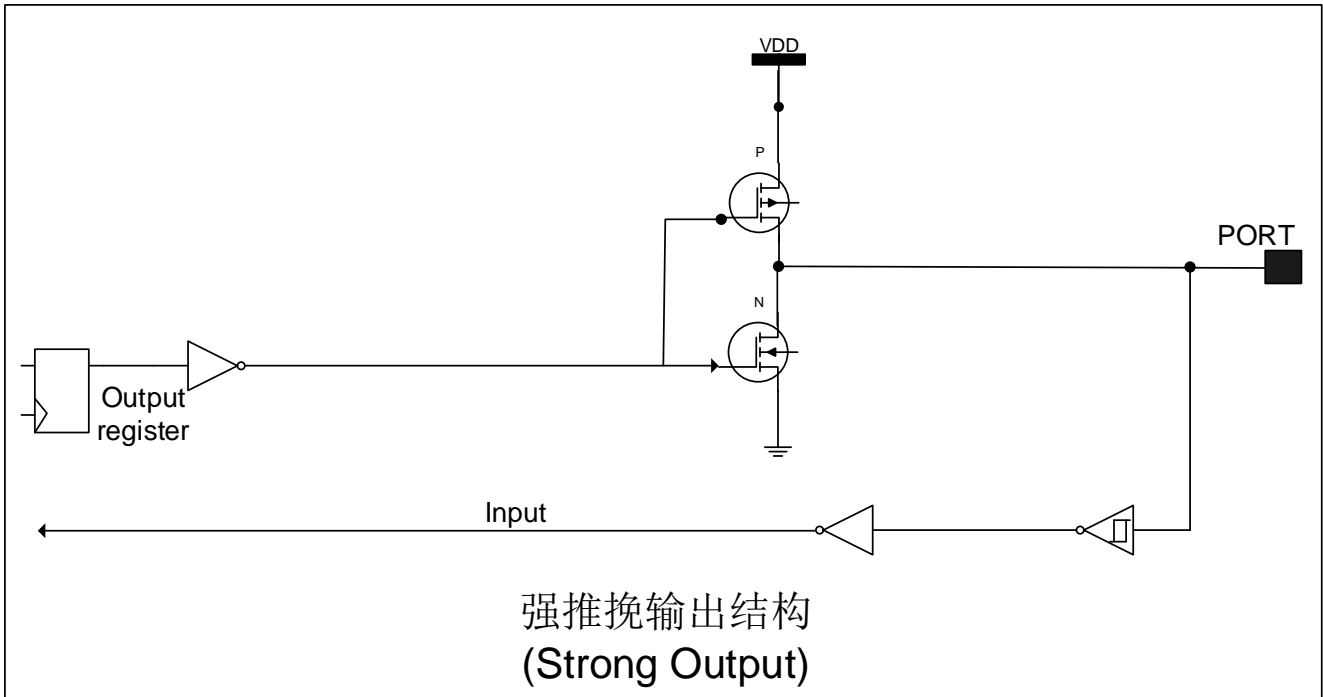 VDD
P
PORT
N
Output
register
Input
强推挽输出结构
(Strong Output)